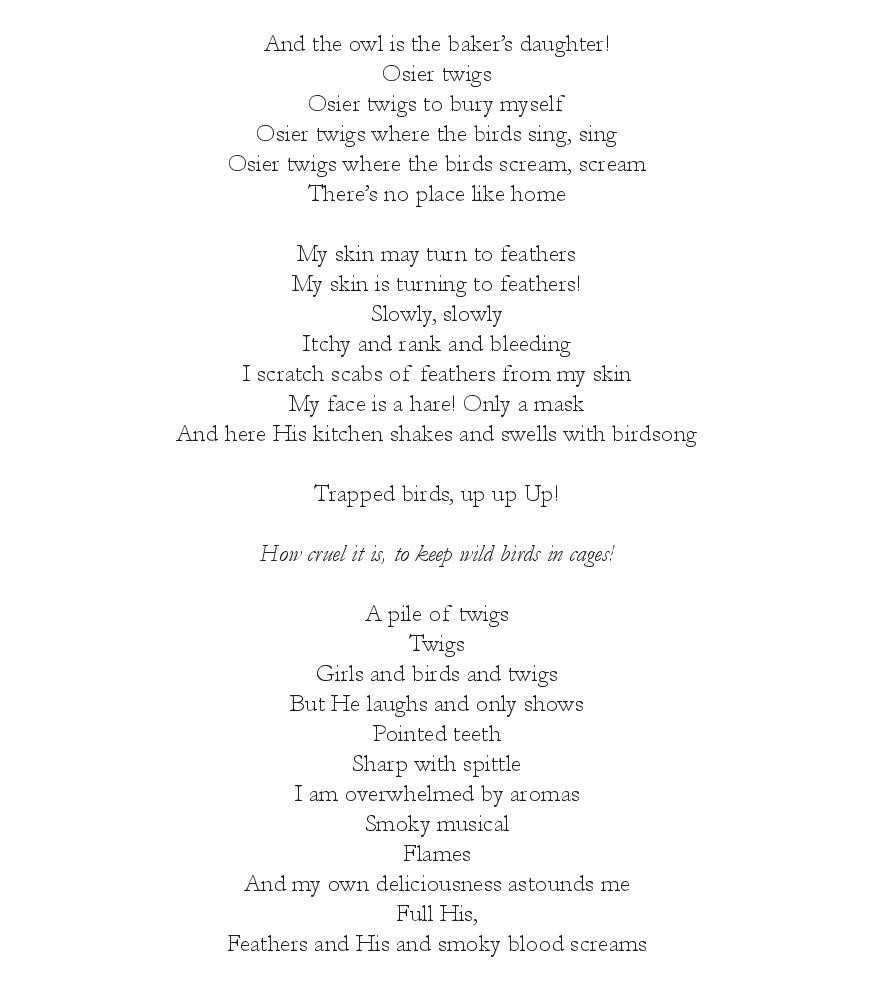 And the owl is the baker’s daughter!
Osier twigs
Osier twigs to bury myself
Osier twigs where the birds sing, sing
Osier twigs where the birds scream, scream
There’s no place like home
My skin may turn to feathers
My skin is turning to feathers!
Slowly, slowly
Itchy and rank and bleeding
I scratch scabs of feathers from my skin
My face is a hare! Only a mask
And here His kitchen shakes and swells with birdsong
Trapped birds, up up Up!
How cruel it is, to keep wild birds in cages!
A pile of twigs
Twigs
Girls and birds and twigs
But He laughs and only shows
Pointed teeth
Sharp with spittle
I am overwhelmed by aromas
Smoky musical
Flames
And my own deliciousness astounds me
Full His,
Feathers and His and smoky blood screams